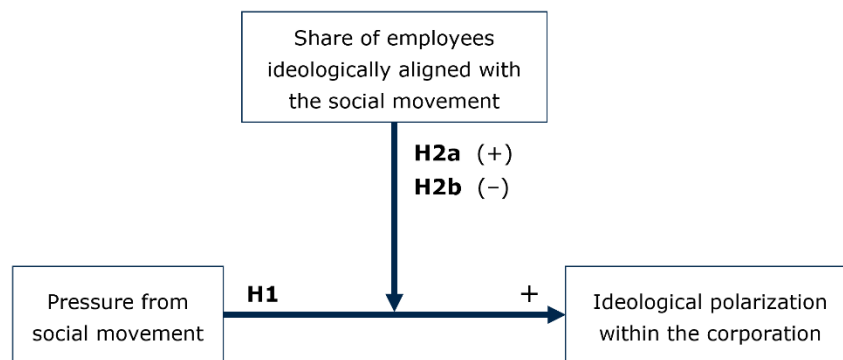 Share of employees
ideologically aligned with
the social movement
H2a (+)
H2b (–)
H1
+
Pressure from
social movement
Ideological polarization
within the corporation